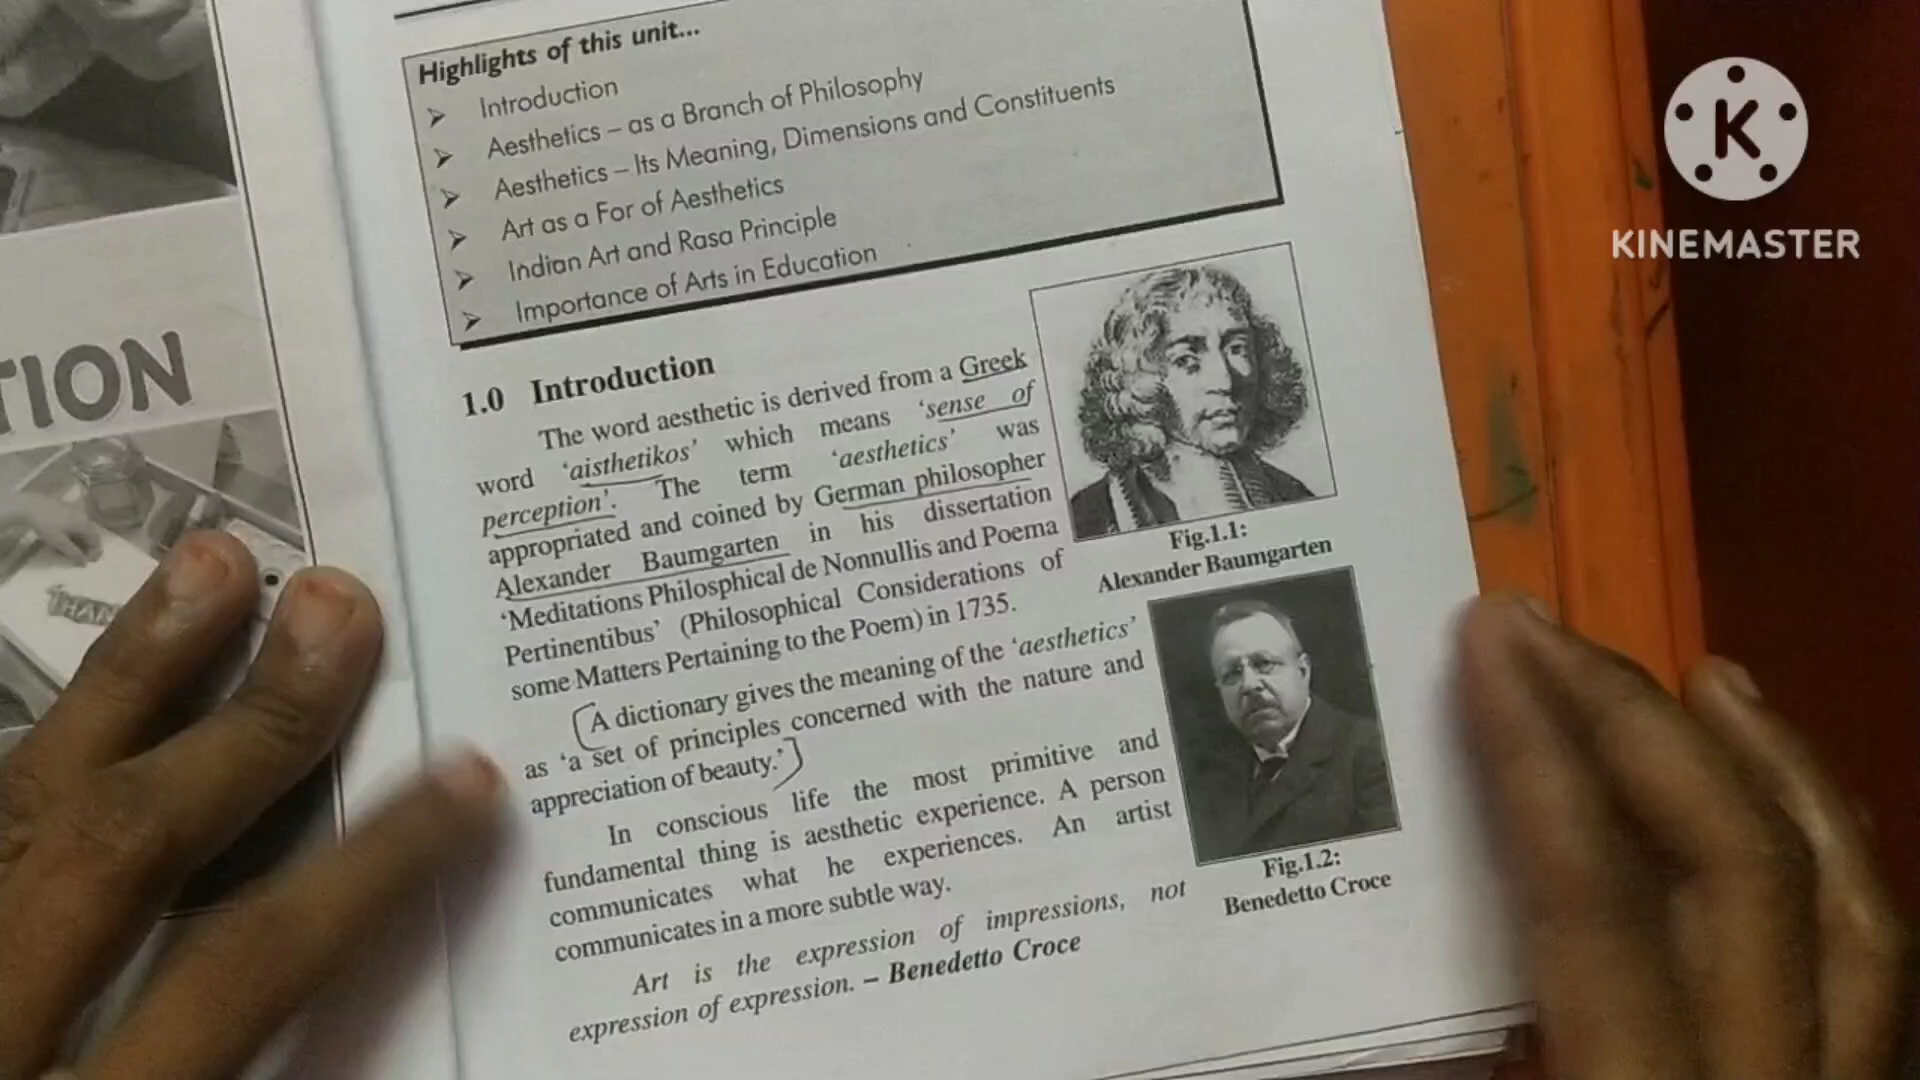 Highlights of this unit...
➤ Introduction
➤ Aesthetics – as a Branch of Philosophy
➤ Aesthetics – Its Meaning, Dimensions and Constituents
➤ Art as a For of Aesthetics
➤ Indian Art and Rasa Principle
➤ Importance of Arts in Education
1.0 Introduction
The word aesthetic is derived from a Greek
word 'aisthetikos' which means 'sense of
perception'. The term 'aesthetics' was
appropriated and coined by German philosopher
Alexander Baumgarten in his dissertation
'Meditations Philosphical de Nonnullis and Poema
Pertinentibus' (Philosophical Considerations of
some Matters Pertaining to the Poem) in 1735.
A dictionary gives the meaning of the 'aesthetics'
as 'a set of principles concerned with the nature and
appreciation of beauty.'
In conscious life the most primitive and
fundamental thing is aesthetic experience. A person
communicates what he experiences. An artist
communicates in a more subtle way.
Art is the expression of impressions, not
expression of expression. – Benedetto Croce
Fig.1.1:
Alexander Baumgarten
Fig.1.2:
Benedetto Croce
TION
THAN
K
KINEMASTER